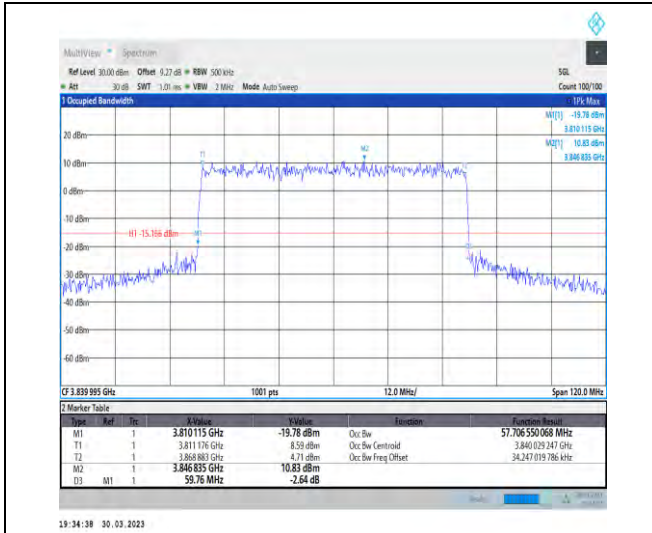 MultiView Spectrum
Ref Level 30.00 dBm Offset 9.27 dB RBW 500 kHz SGL
Att 30 dB SWT 1.01 ms VBW 2 MHz Mode Auto Sweep Count 100/100
1 Occupied Bandwidth 1Pk Max
M1[1] -19.78 dBm
3.810 115 GHz
M2[1] 10.83 dBm
3.846 835 GHz
20 dBm
T1
M2
10 dBm
0 dBm
-10 dBm
H1 -15.166 dBm
M1
-20 dBm
-30 dBm
-40 dBm
-50 dBm
-60 dBm
CF 3.839 995 GHz 1001 pts 12.0 MHz/ Span 120.0 MHz
2 Marker Table
Type Ref Trc X-Value Y-Value Function Function Result
M1 1 3.810115 GHz -19.78 dBm Occ Bw 57.706 550 068 MHz
T1 1 3.811 176 GHz 8.59 dBm Occ Bw Centroid 3.840 029 247 GHz
T2 1 3.868 883 GHz 4.71 dBm Occ Bw Freq Offset 34.247 019 786 kHz
M2 1 3.846 835 GHz 10.83 dBm
D3 M1 1 59.76 MHz -2.64 dB
19:34:38 30.03.2023